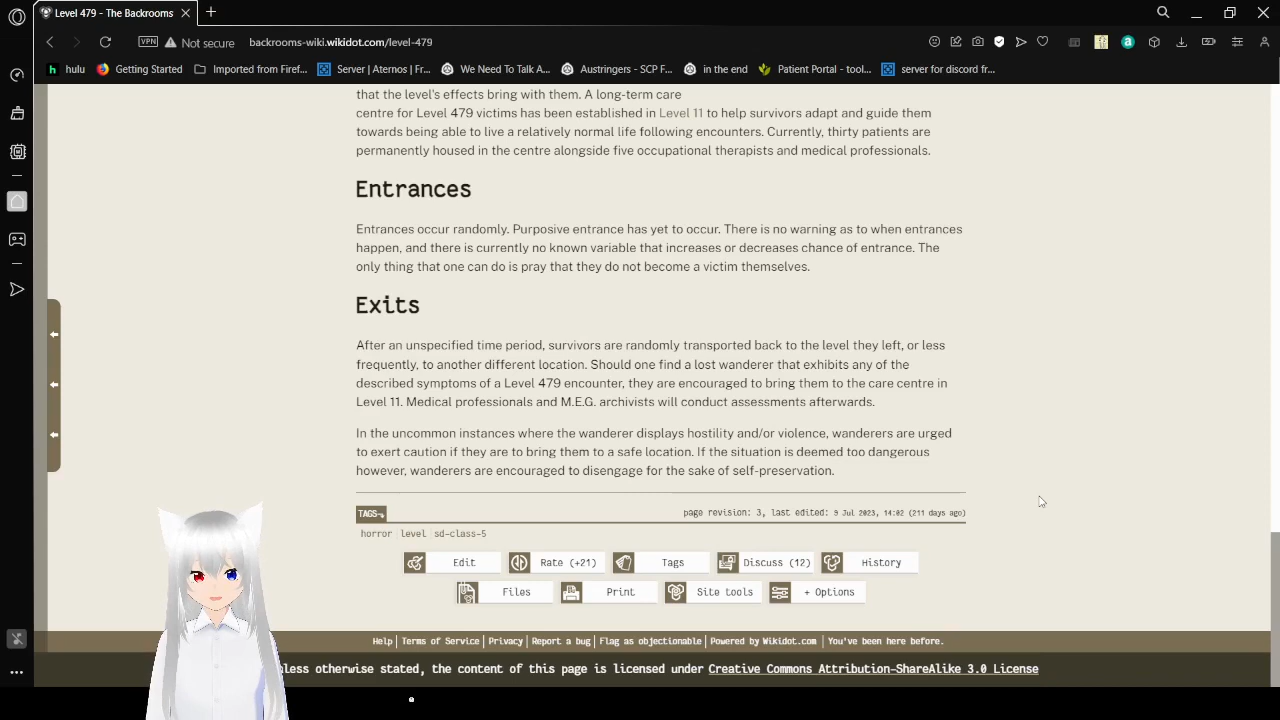 Level 479 - The Backrooms
VPN
Not secure
backrooms-wiki.wikidot.com/level-479
hulu
Getting Started
Imported from Firef...
Server | Aternos | Fr...
We Need To Talk A...
Austringers - SCP F...
in the end
Patient Portal - tool...
server for discord fr...
that the level's effects bring with them. A long-term care
centre for Level 479 victims has been established in Level 11 to help survivors adapt and guide them
towards being able to live a relatively normal life following encounters. Currently, thirty patients are
permanently housed in the centre alongside five occupational therapists and medical professionals.
Entrances
Entrances occur randomly. Purposive entrance has yet to occur. There is no warning as to when entrances
happen, and there is currently no known variable that increases or decreases chance of entrance. The
only thing that one can do is pray that they do not become a victim themselves.
Exits
After an unspecified time period, survivors are randomly transported back to the level they left, or less
frequently, to another different location. Should one find a lost wanderer that exhibits any of the
described symptoms of a Level 479 encounter, they are encouraged to bring them to the care centre in
Level 11. Medical professionals and M.E.G. archivists will conduct assessments afterwards.
In the uncommon instances where the wanderer displays hostility and/or violence, wanderers are urged
to exert caution if they are to bring them to a safe location. If the situation is deemed too dangerous
however, wanderers are encouraged to disengage for the sake of self-preservation.
TAGS
page revision: 3, last edited: 9 Jul 2023, 14:02 (211 days ago)
horror level sd-class-5
Edit
Rate (+21)
Tags
Discuss (12)
History
Files
Print
Site tools
+ Options
Help | Terms of Service | Privacy | Report a bug | Flag as objectionable | Powered by Wikidot.com | You've been here before.
less otherwise stated, the content of this page is licensed under Creative Commons Attribution-ShareAlike 3.0 License